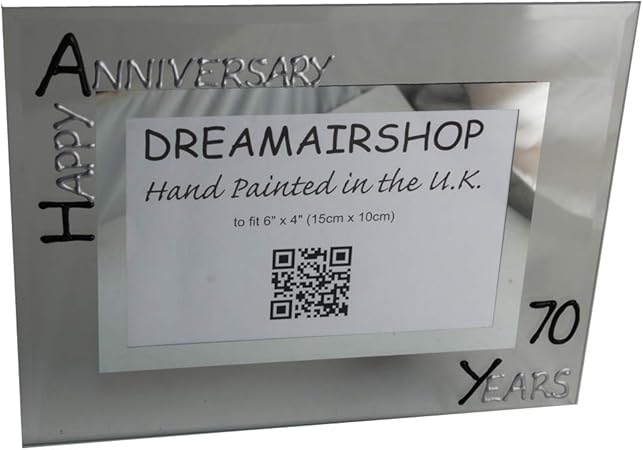 HAPPY ANNIVERSARY
DREAMAIRSHOP
Hand Painted in the U.K.
to fit 6" x 4" (15cm x 10cm)
70
YEARS